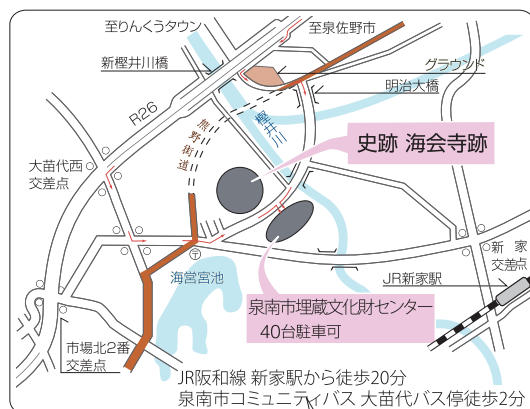 至りんくうタウン
至泉佐野市
新樫井川橋
グラウンド
明治大橋
R26
熊野街道
樫井川
史跡 海会寺跡
大苗代西
交差点
新家
交差点
〒
海営宮池
JR新家駅
泉南市埋蔵文化財センター
40台駐車可
市場北2番
交差点
JR阪和線 新家駅から徒歩20分
泉南市コミュニティバス 大苗代バス停徒歩2分